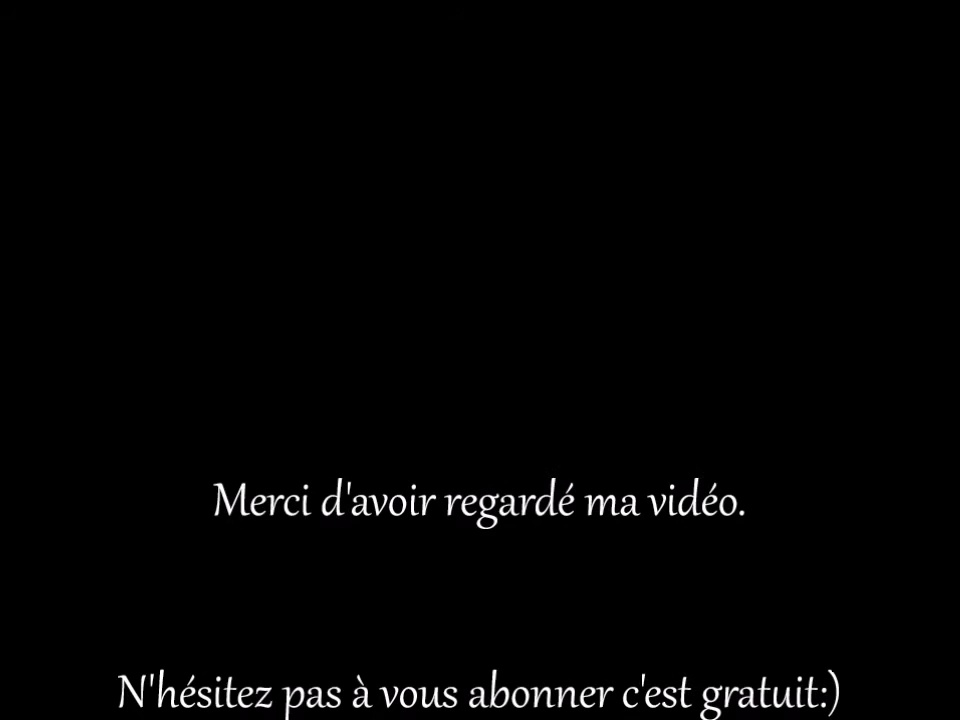 Merci d'avoir regardé ma vidéo.
N'hésitez pas à vous abonner c'est gratuit:)